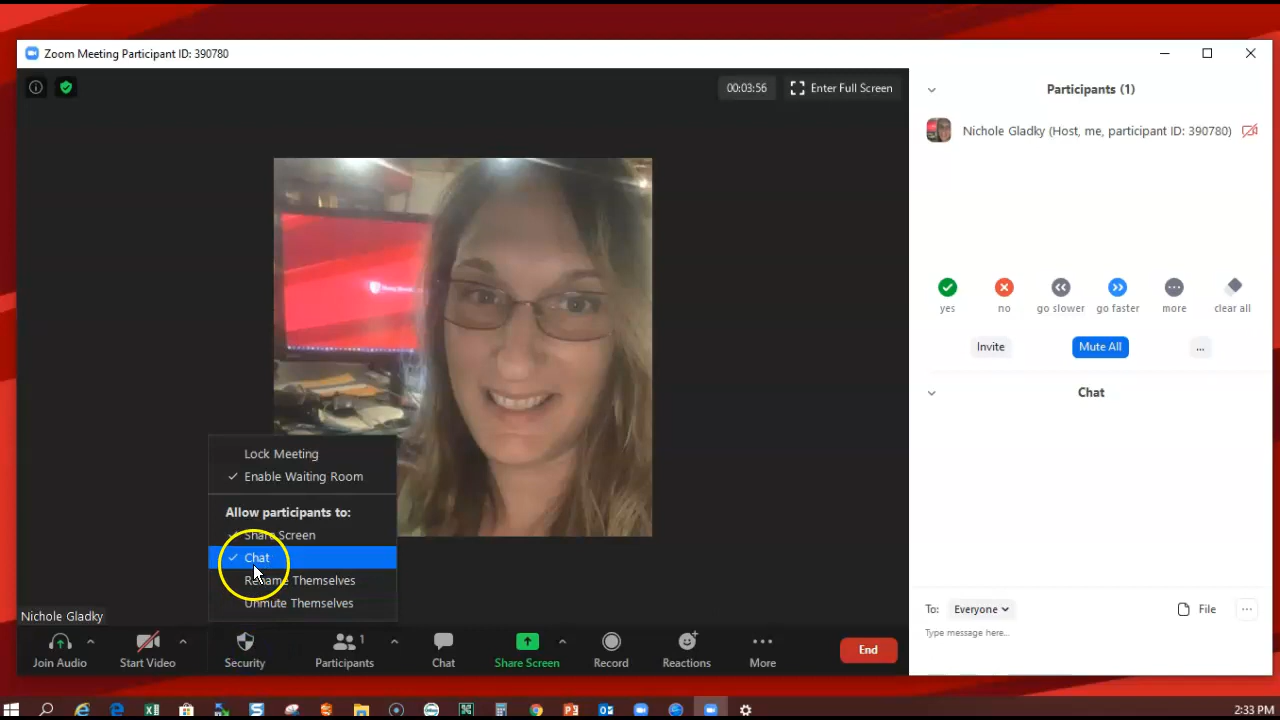 Zoom Meeting Participant ID: 390780
00:03:56
Enter Full Screen
Participants (1)
Nichole Gladky (Host, me, participant ID: 390780)
yes
no
go slower
go faster
more
clear all
Invite
Mute All
...
Chat
Lock Meeting
Enable Waiting Room
Allow participants to:
Share Screen
Chat
Rename Themselves
Unmute Themselves
To: Everyone
File
Type message here...
Nichole Gladky
Join Audio
Start Video
Security
Participants
1
Chat
Share Screen
Record
Reactions
More
End
2:33 PM